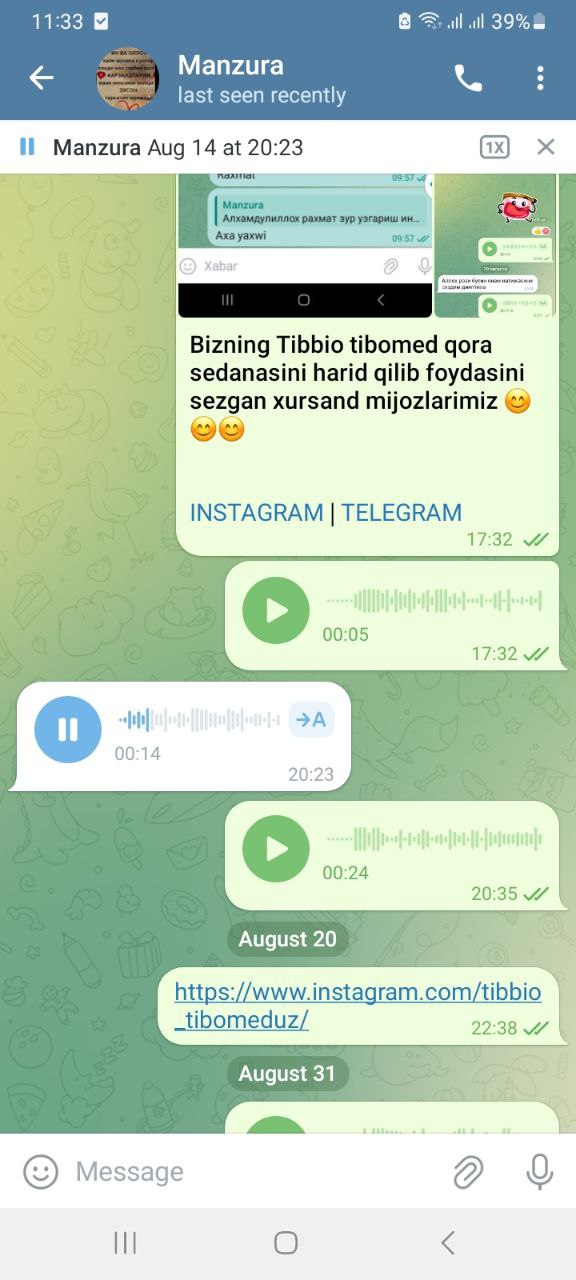 11:33
39%
Manzura
last seen recently
Manzura Aug 14 at 20:23
1X
Raxmat
09:57
Manzura
Алхамдулиллох рахмат зур узгариш ин...
Axa yaxwi
09:57
Xabar
Bizning Tibbio tibomed qora
sedanasini harid qilib foydasini
sezgan xursand mijozlarimiz 😊
😊😊
INSTAGRAM | TELEGRAM
17:32
00:05
17:32
→A
00:14
20:23
00:24
20:35
August 20
https://www.instagram.com/tibbio
_tibomeduz/
22:38
August 31
Message